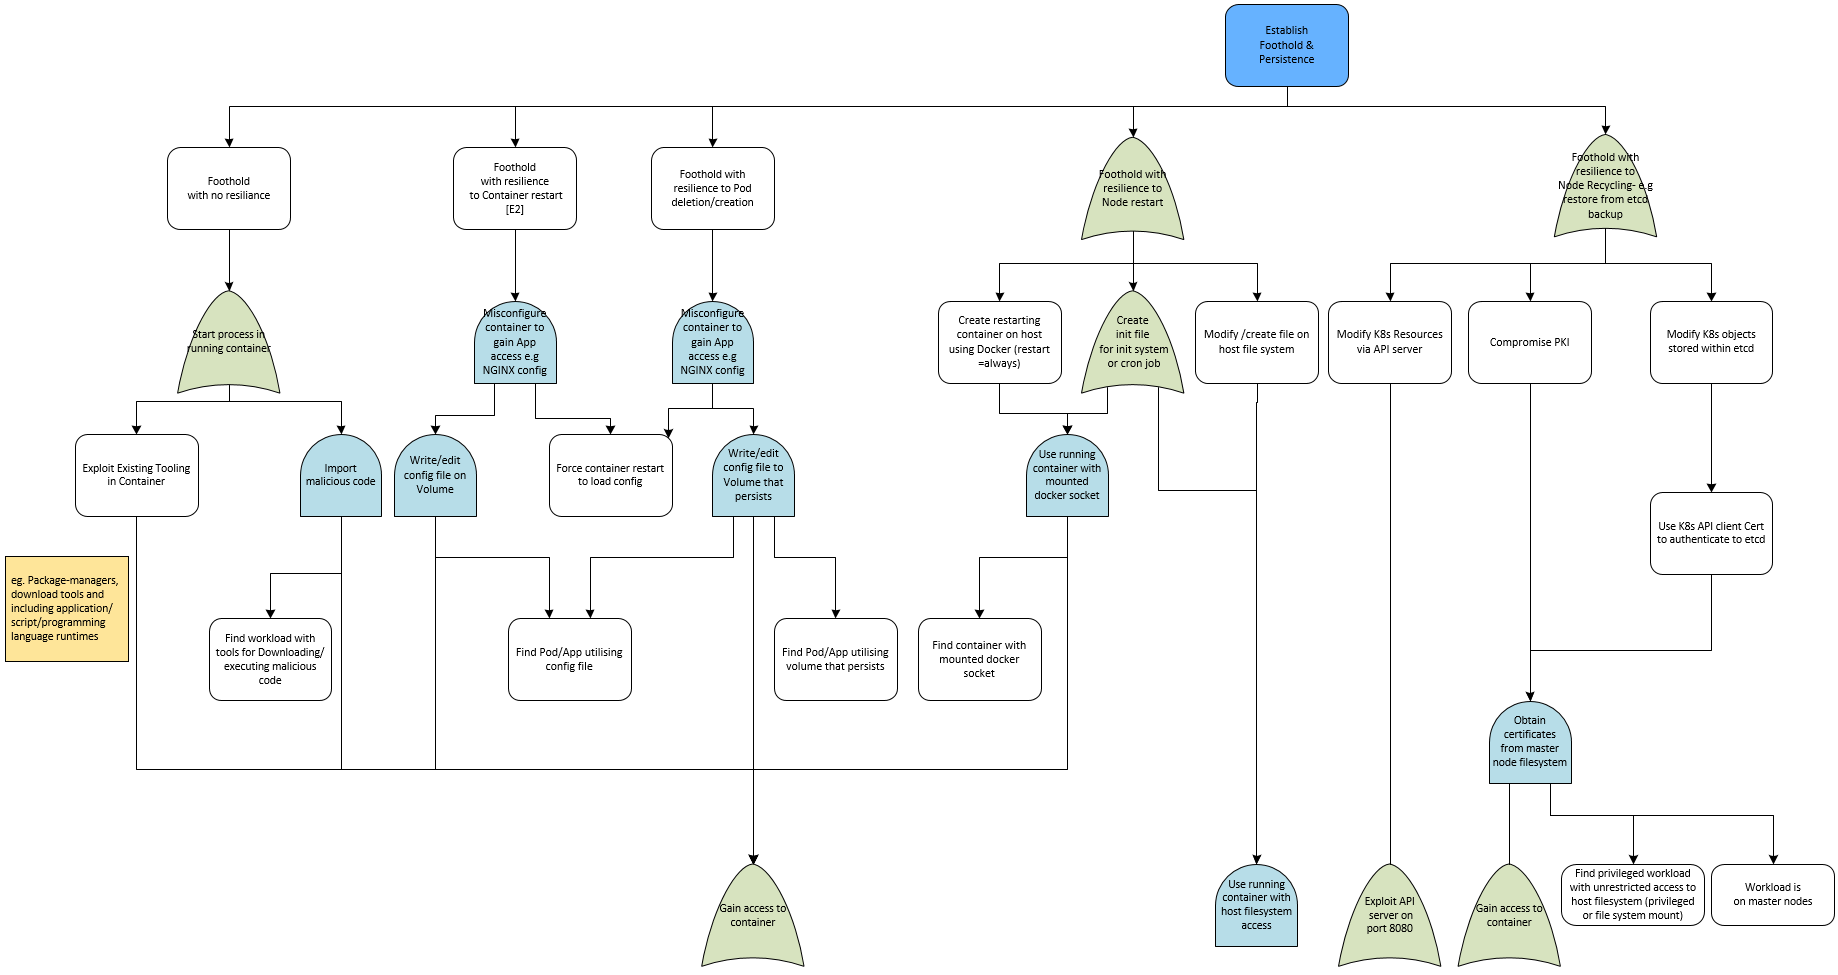 Establish
Foothold &
Persistence
Foothold
with no resiliance
Foothold
with resilience
to Container restart
[E2]
Foothold with
resilience to Pod
deletion/creation
Foothold with
resilience to
Node restart
Foothold with
resilience to
Node Recycling- e.g
restore from etcd
backup
Start process in
running container
Misconfigure
container to
gain App
access e.g
NGINX config
Misconfigure
container to
gain App
access e.g
NGINX config
Create restarting
container on host
using Docker (restart
=always)
Create
init file
for init system
or cron job
Modify /create file on
host file system
Modify K8s Resources
via API server
Compromise PKI
Modify K8s objects
stored within etcd
Exploit Existing Tooling
in Container
Import
malicious code
Write/edit
config file on
Volume
Force container restart
to load config
Write/edit
config file to
Volume that
persists
Use running
container with
mounted
docker socket
Use K8s API client Cert
to authenticate to etcd
eg. Package-managers,
download tools and
including application/
script/programming
language runtimes
Find workload with
tools for Downloading/
executing malicious
code
Find Pod/App utilising
config file
Find Pod/App utilising
volume that persists
Find container with
mounted docker
socket
Obtain
certificates
from master
node filesystem
Gain access to
container
Use running
container with
host filesystem
access
Exploit API
server on
port 8080
Gain access to
container
Find privileged workload
with unrestricted access to
host filesystem (privileged
or file system mount)
Workload is
on master nodes